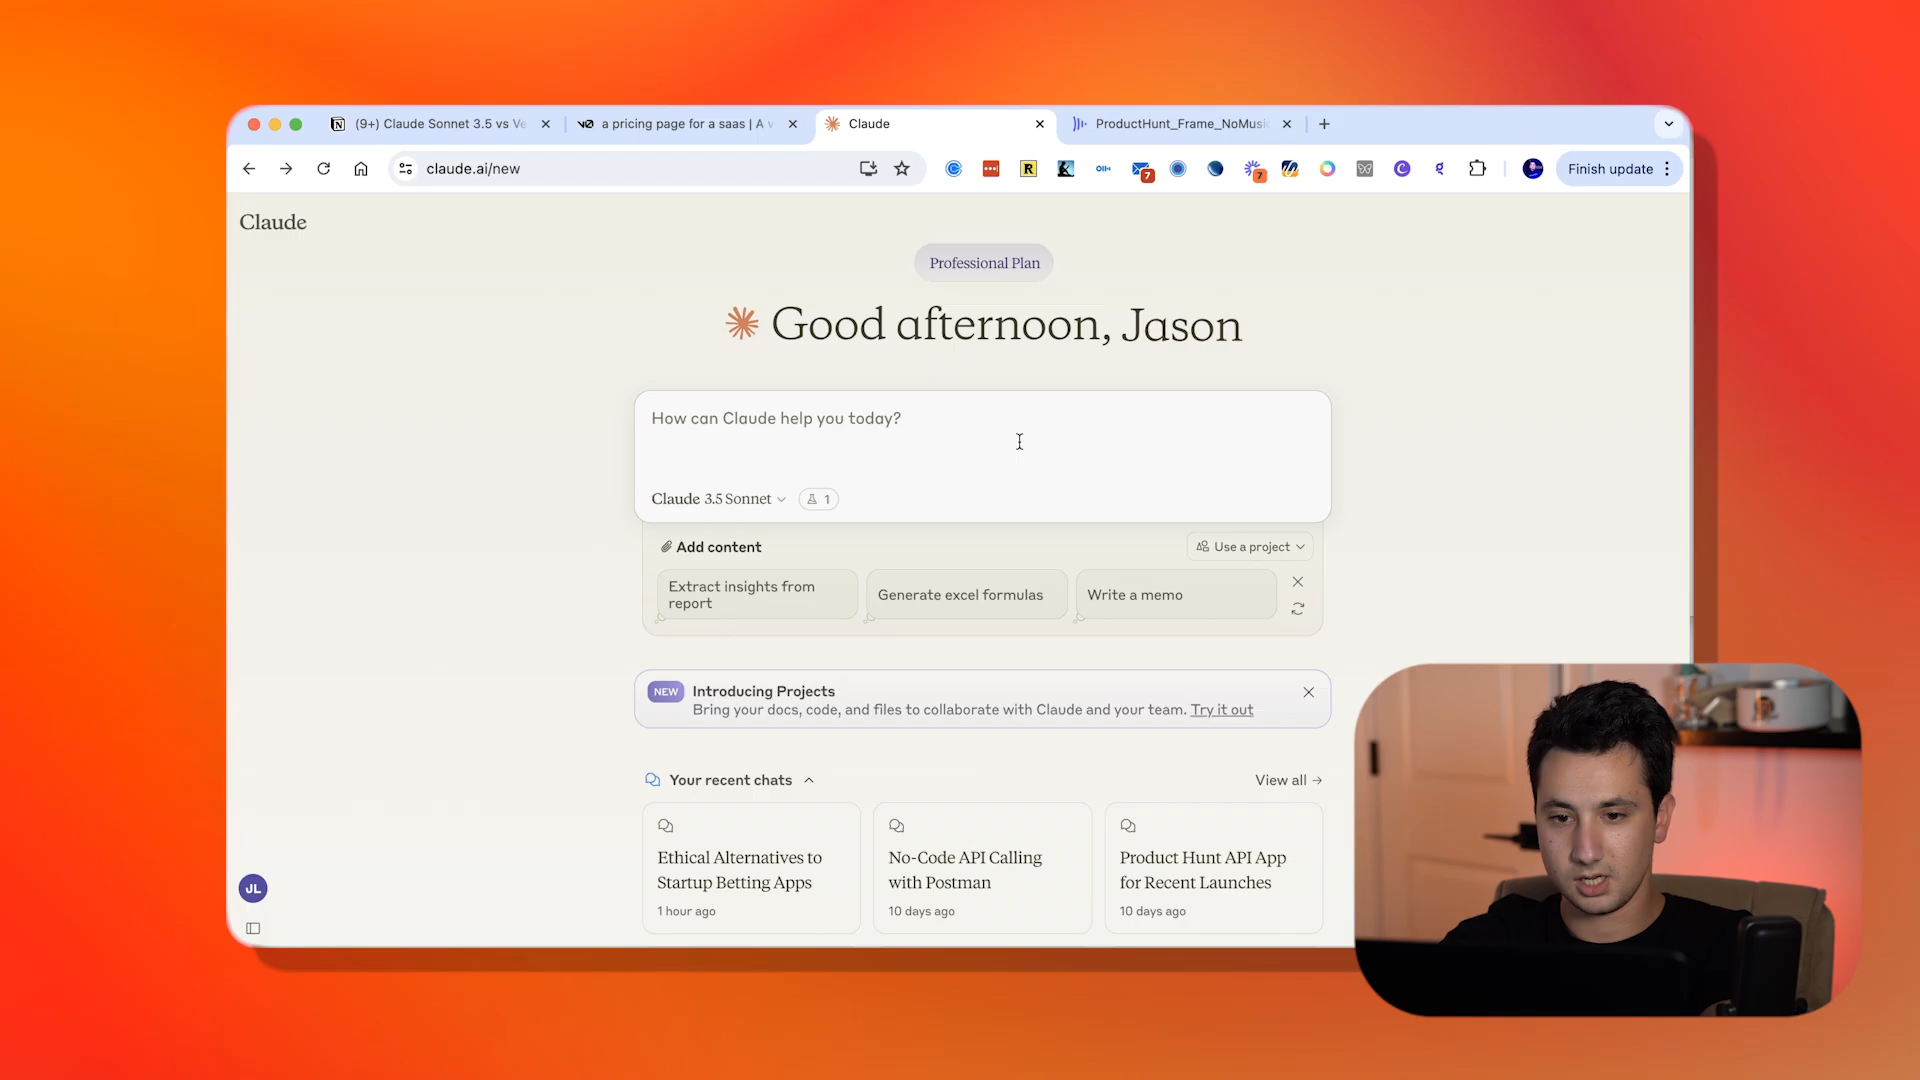 (9+) Claude Sonnet 3.5 vs Ve
a pricing page for a saas | A v
Claude
ProductHunt_Frame_NoMusic
claude.ai/new
7
7
Finish update
Claude
Professional Plan
Good afternoon, Jason
How can Claude help you today?
Claude 3.5 Sonnet
1
Add content
Use a project
Extract insights from
report
Generate excel formulas
Write a memo
NEW
Introducing Projects
Bring your docs, code, and files to collaborate with Claude and your team. Try it out
Your recent chats
View all →
Ethical Alternatives to
Startup Betting Apps
1 hour ago
No-Code API Calling
with Postman
10 days ago
Product Hunt API App
for Recent Launches
10 days ago
JL